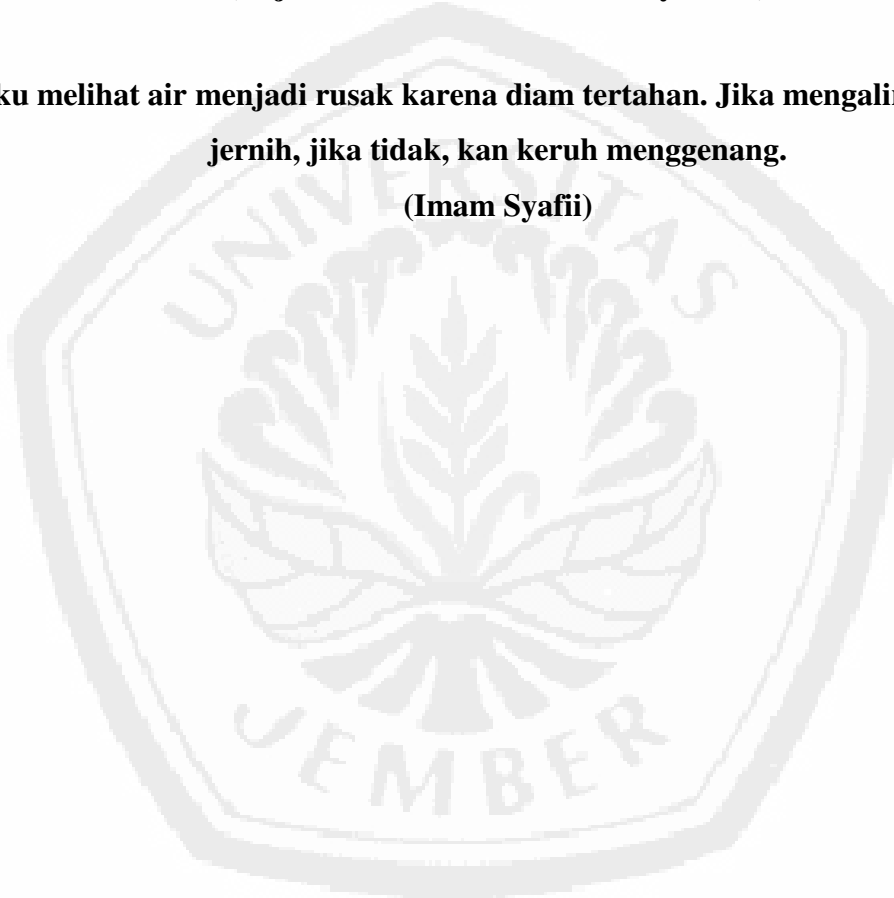 ku melihat air menjadi rusak karena diam tertahan. Jika mengalir
jernih, jika tidak, kan keruh menggenang.
(Imam Syafii)
UNIVERSITAS
JEMBER